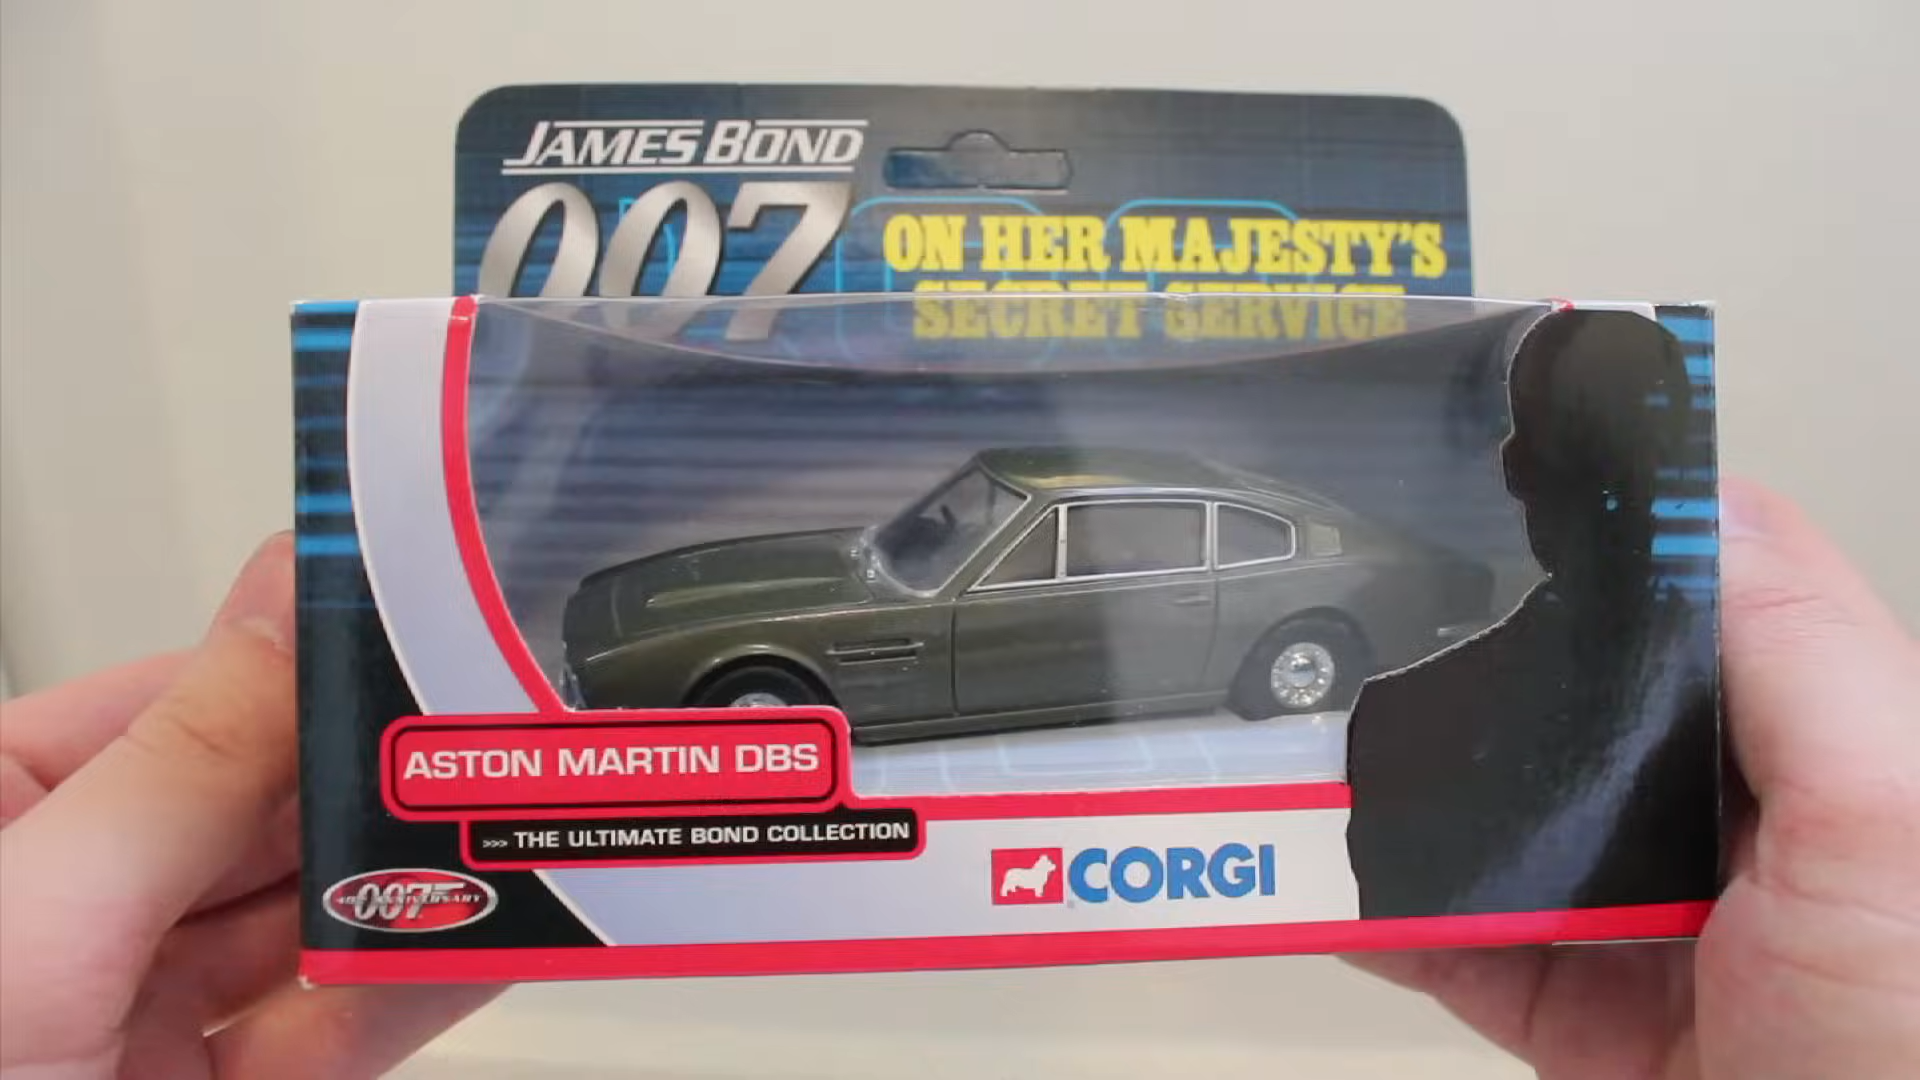 JAMES BOND
007
ON HER MAJESTY'S
SECRET SERVICE
ASTON MARTIN DBS
>>> THE ULTIMATE BOND COLLECTION
CORGI
007
40TH ANNIVERSARY